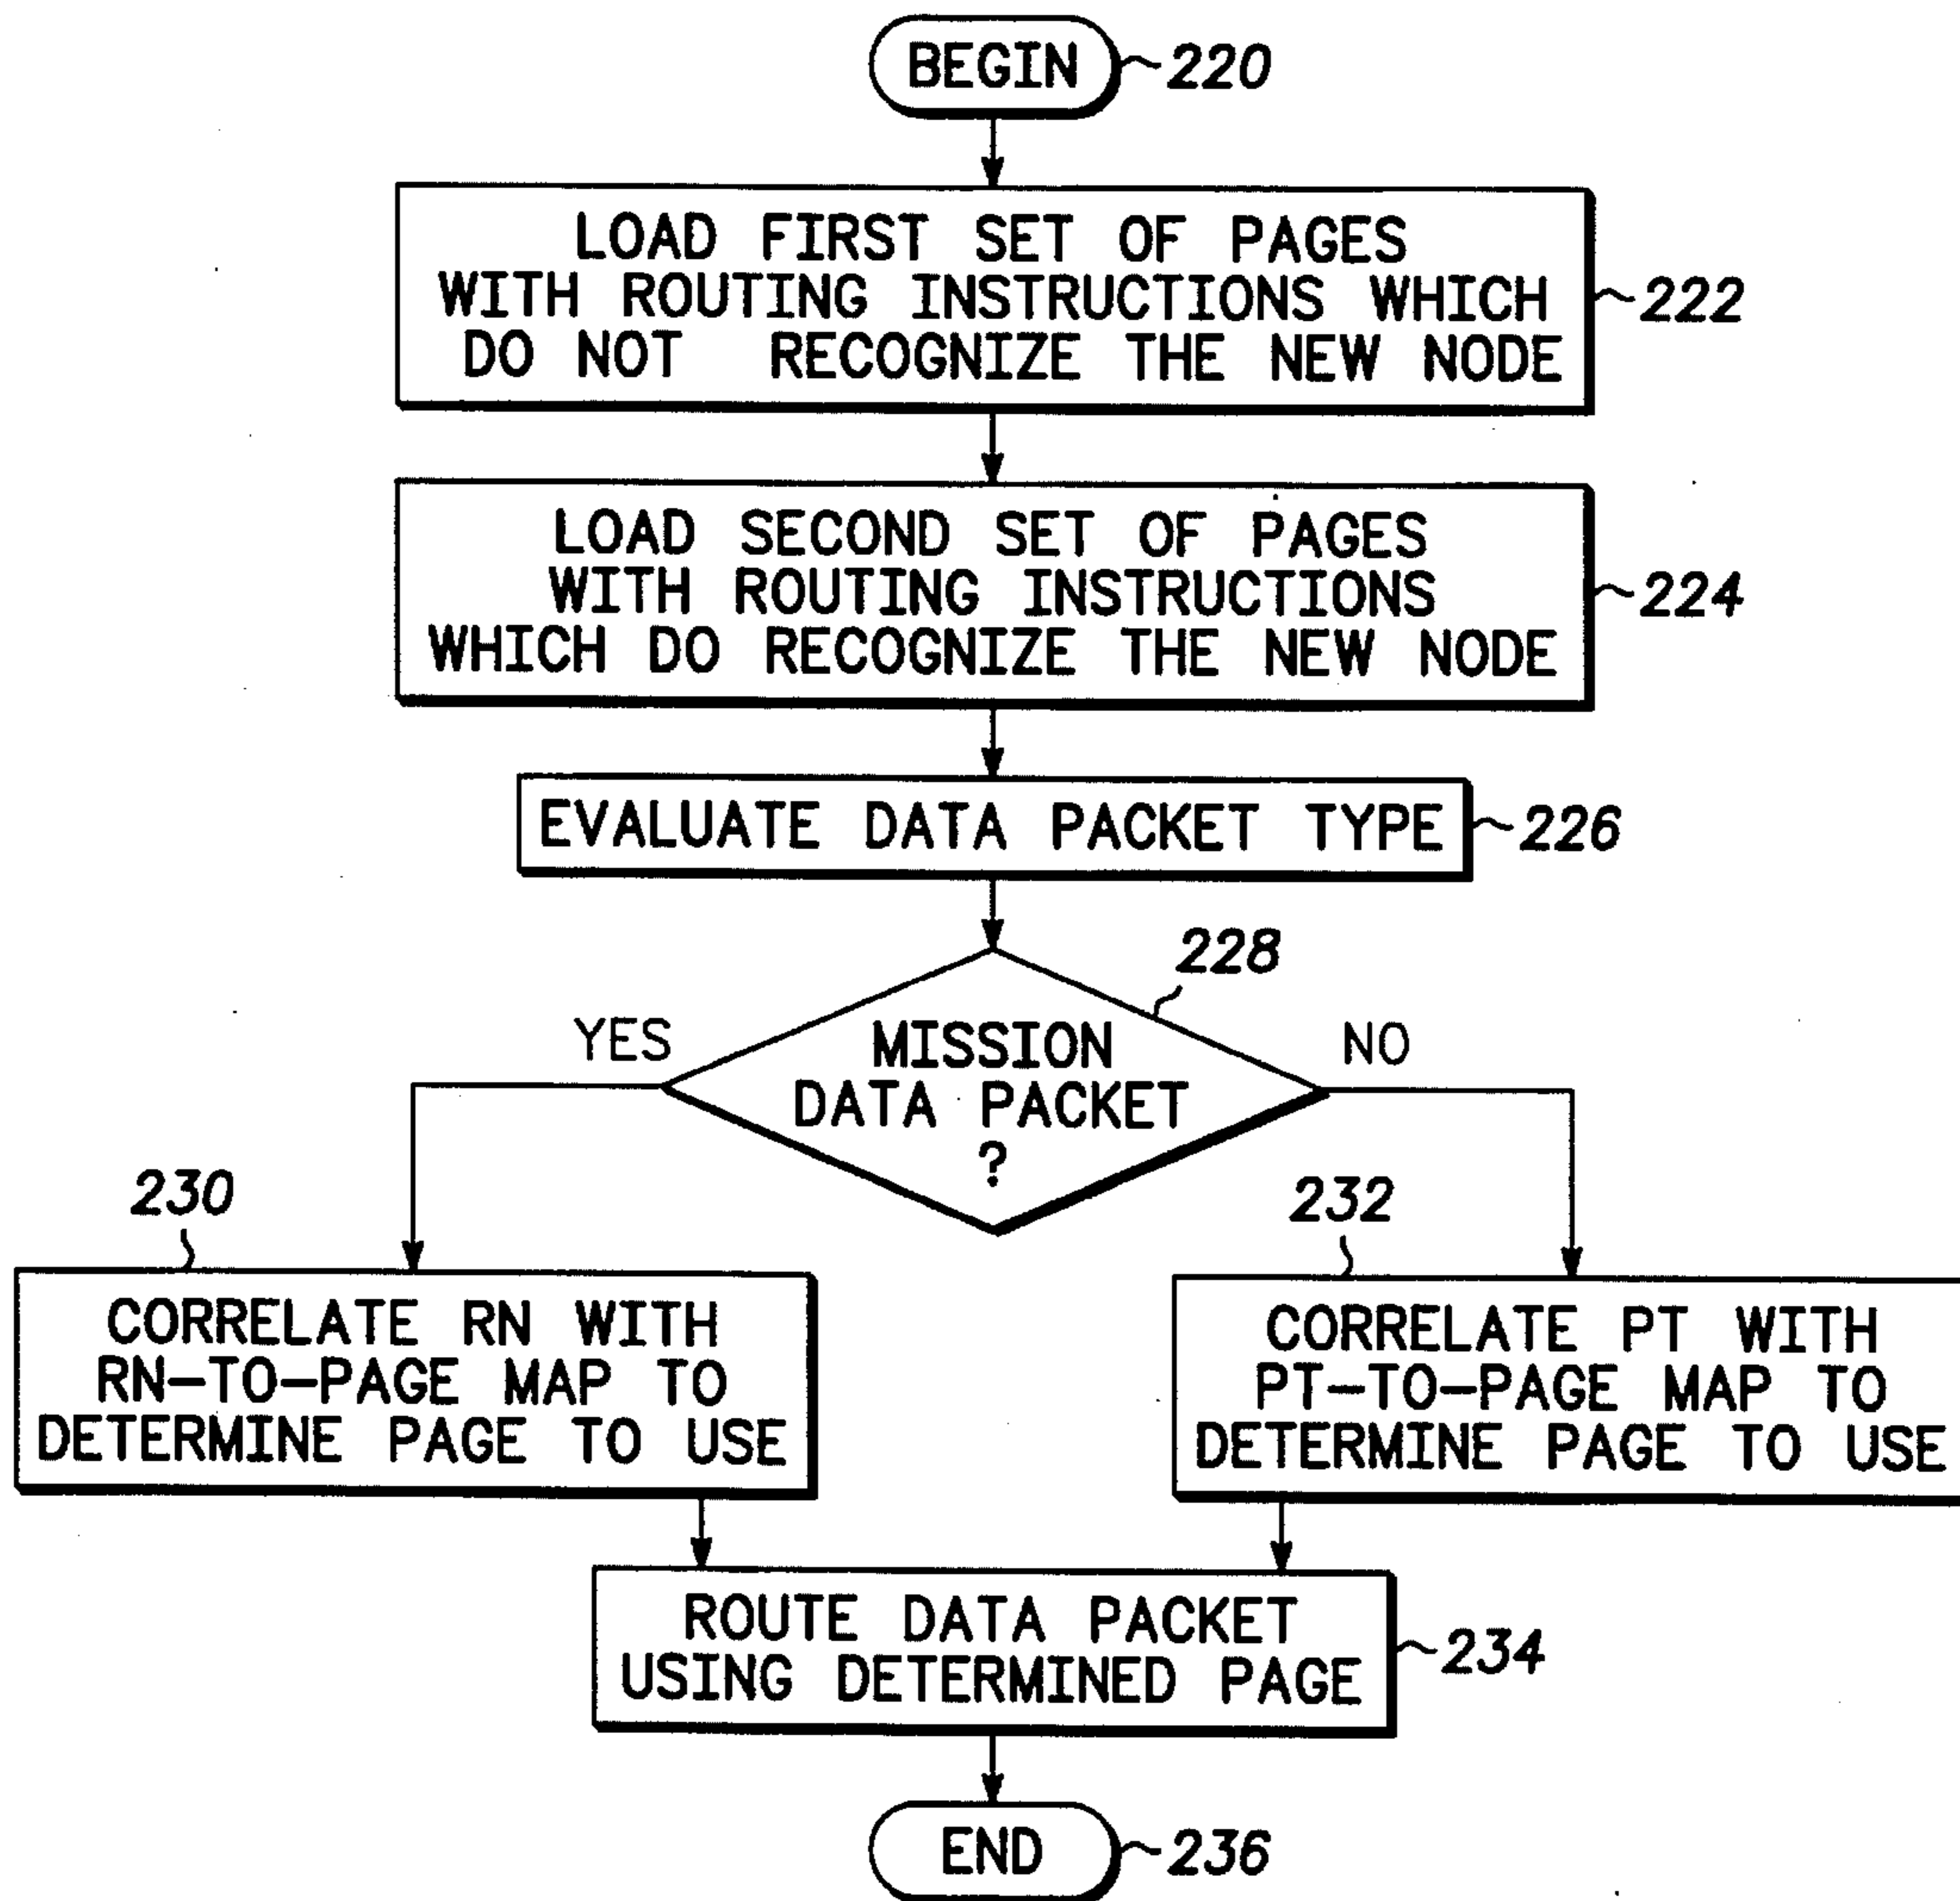 BEGIN
220
LOAD FIRST SET OF PAGES
WITH ROUTING INSTRUCTIONS WHICH
DO NOT RECOGNIZE THE NEW NODE
222
LOAD SECOND SET OF PAGES
WITH ROUTING INSTRUCTIONS
WHICH DO RECOGNIZE THE NEW NODE
224
EVALUATE DATA PACKET TYPE
226
228
YES
MISSION
DATA PACKET
?
NO
230
CORRELATE RN WITH
RN-TO-PAGE MAP TO
DETERMINE PAGE TO USE
232
CORRELATE PT WITH
PT-TO-PAGE MAP TO
DETERMINE PAGE TO USE
ROUTE DATA PACKET
USING DETERMINED PAGE
234
END
236